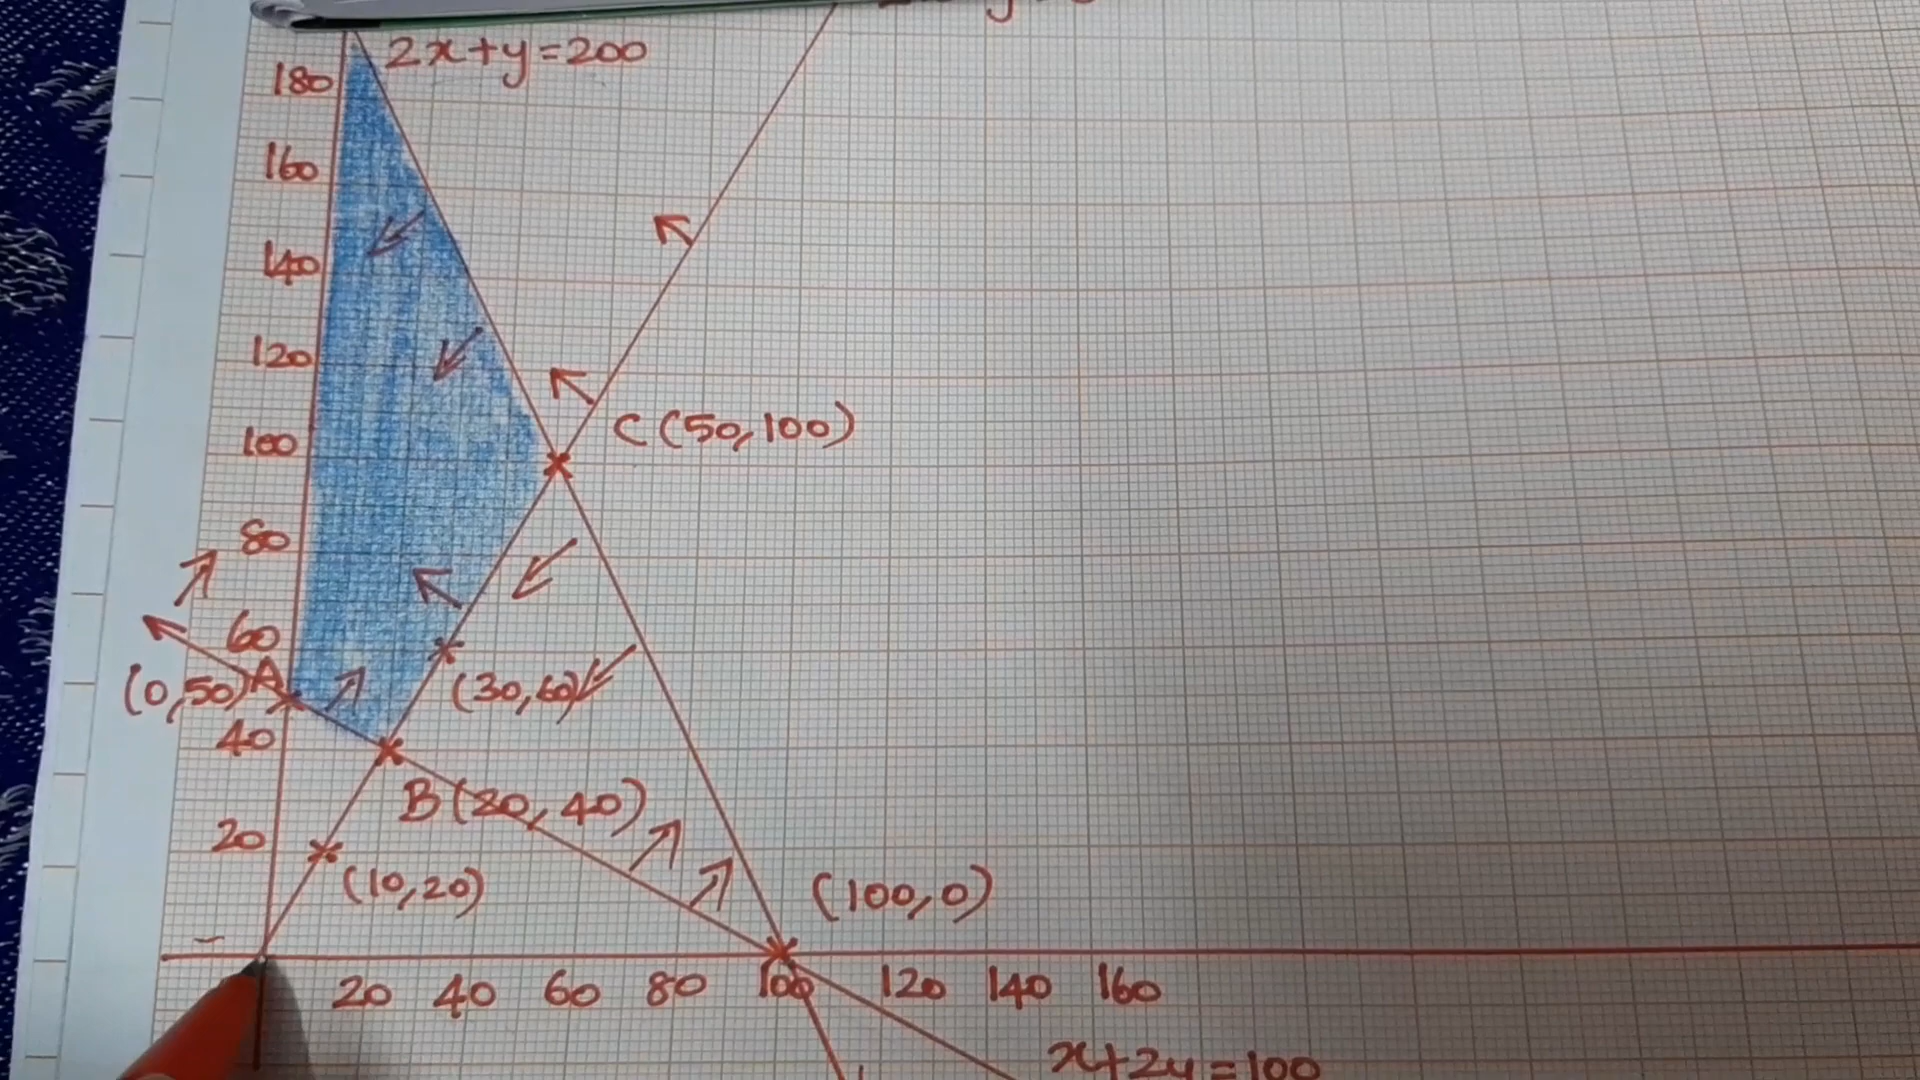 2x+y=200
180
160
140
120
C(50,100)
100
80
60
(0,50)A
(30,60)
40
B(20,40)
20
(10,20)
(100,0)
20 40 60 80 100 120 140 160
x+2y=100